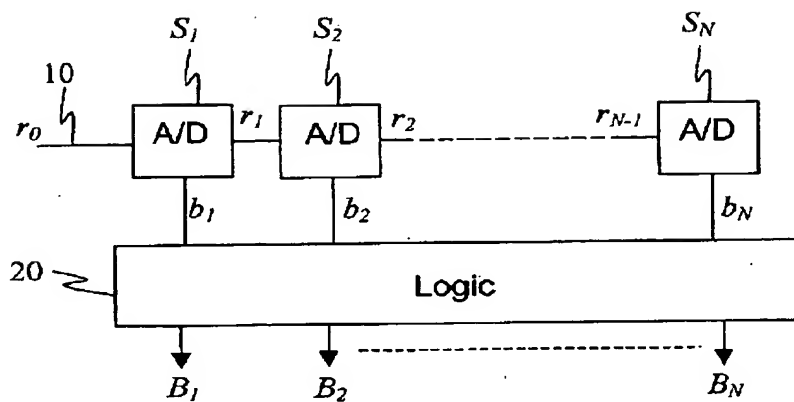 S1 S2 SN
10
r0 A/D r1 A/D r2 rN-1 A/D
b1 b2 bN
20 Logic
B1 B2 BN